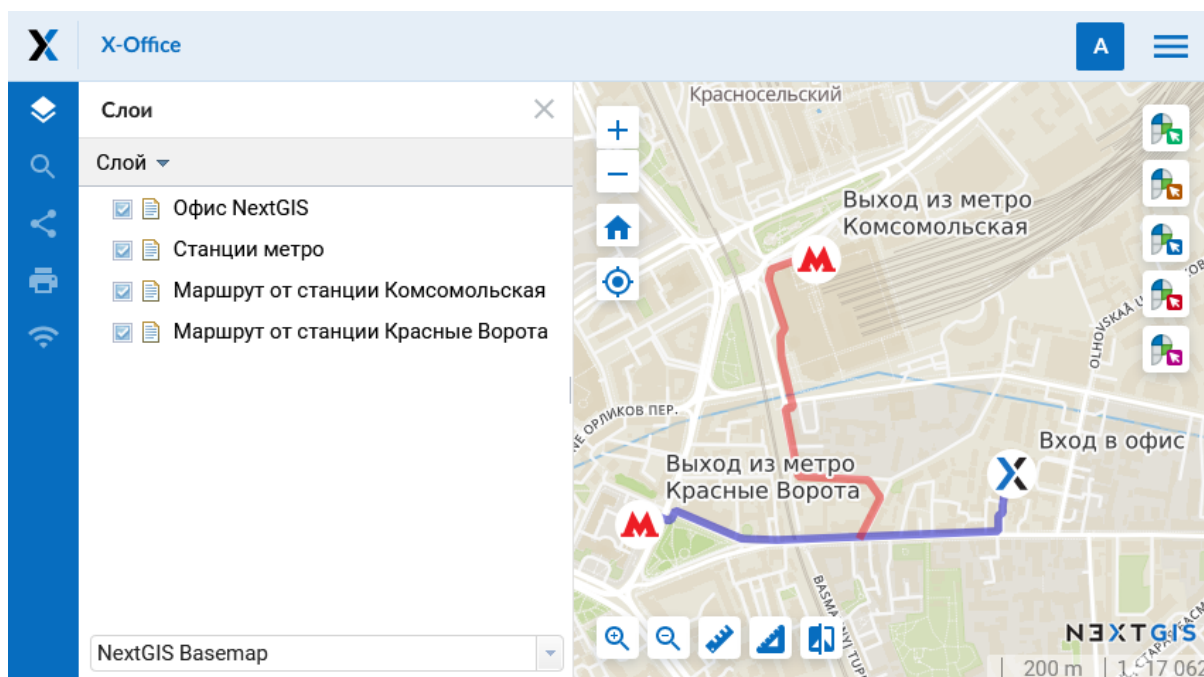 X-Office
A
Слои
Слой
Офис NextGIS
Станции метро
Маршрут от станции Комсомольская
Маршрут от станции Красные Ворота
NextGIS Basemap
Красносельский
Выход из метро
Комсомольская
OLHOVSKAÂ U
ОРЛИКОВ ПЕР.
Вход в офис
Выход из метро
Красные Ворота
NEXTGIS
200 m